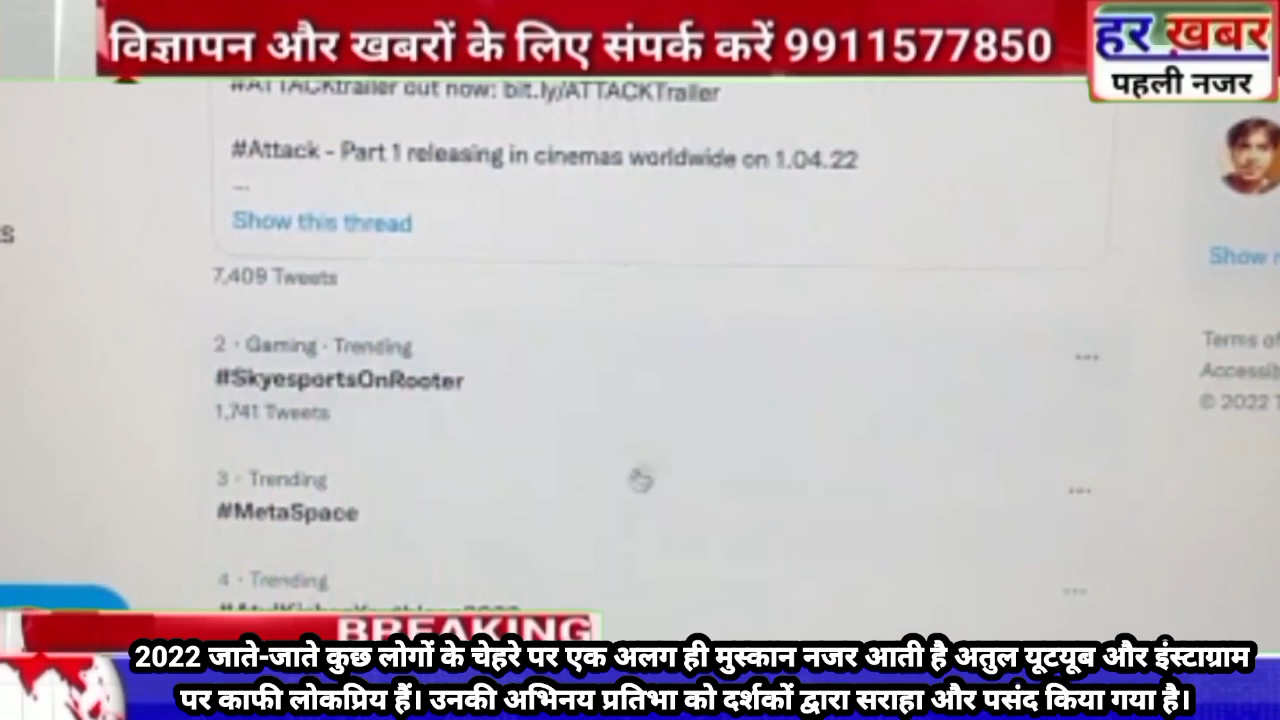 विज्ञापन और खबरों के लिए संपर्क करें 9911577850
हर खबर
पहली नजर
#ATTACKtrailer out now: bit.ly/ATTACKTrailer
#Attack - Part 1 releasing in cinemas worldwide on 1.04.22
...
Show this thread
7,409 Tweets
Show
2 · Gaming · Trending
#SkyesportsOnRooter
1,741 Tweets
Terms of
© 2022
3 · Trending
#MetaSpace
4 · Trending
BREAKING
2022 जाते-जाते कुछ लोगों के चेहरे पर एक अलग ही मुस्कान नजर आती है अतुल यूटयूब और इंस्टाग्राम
पर काफी लोकप्रिय हैं। उनकी अभिनय प्रतिभा को दर्शकों द्वारा सराहा और पसंद किया गया है।